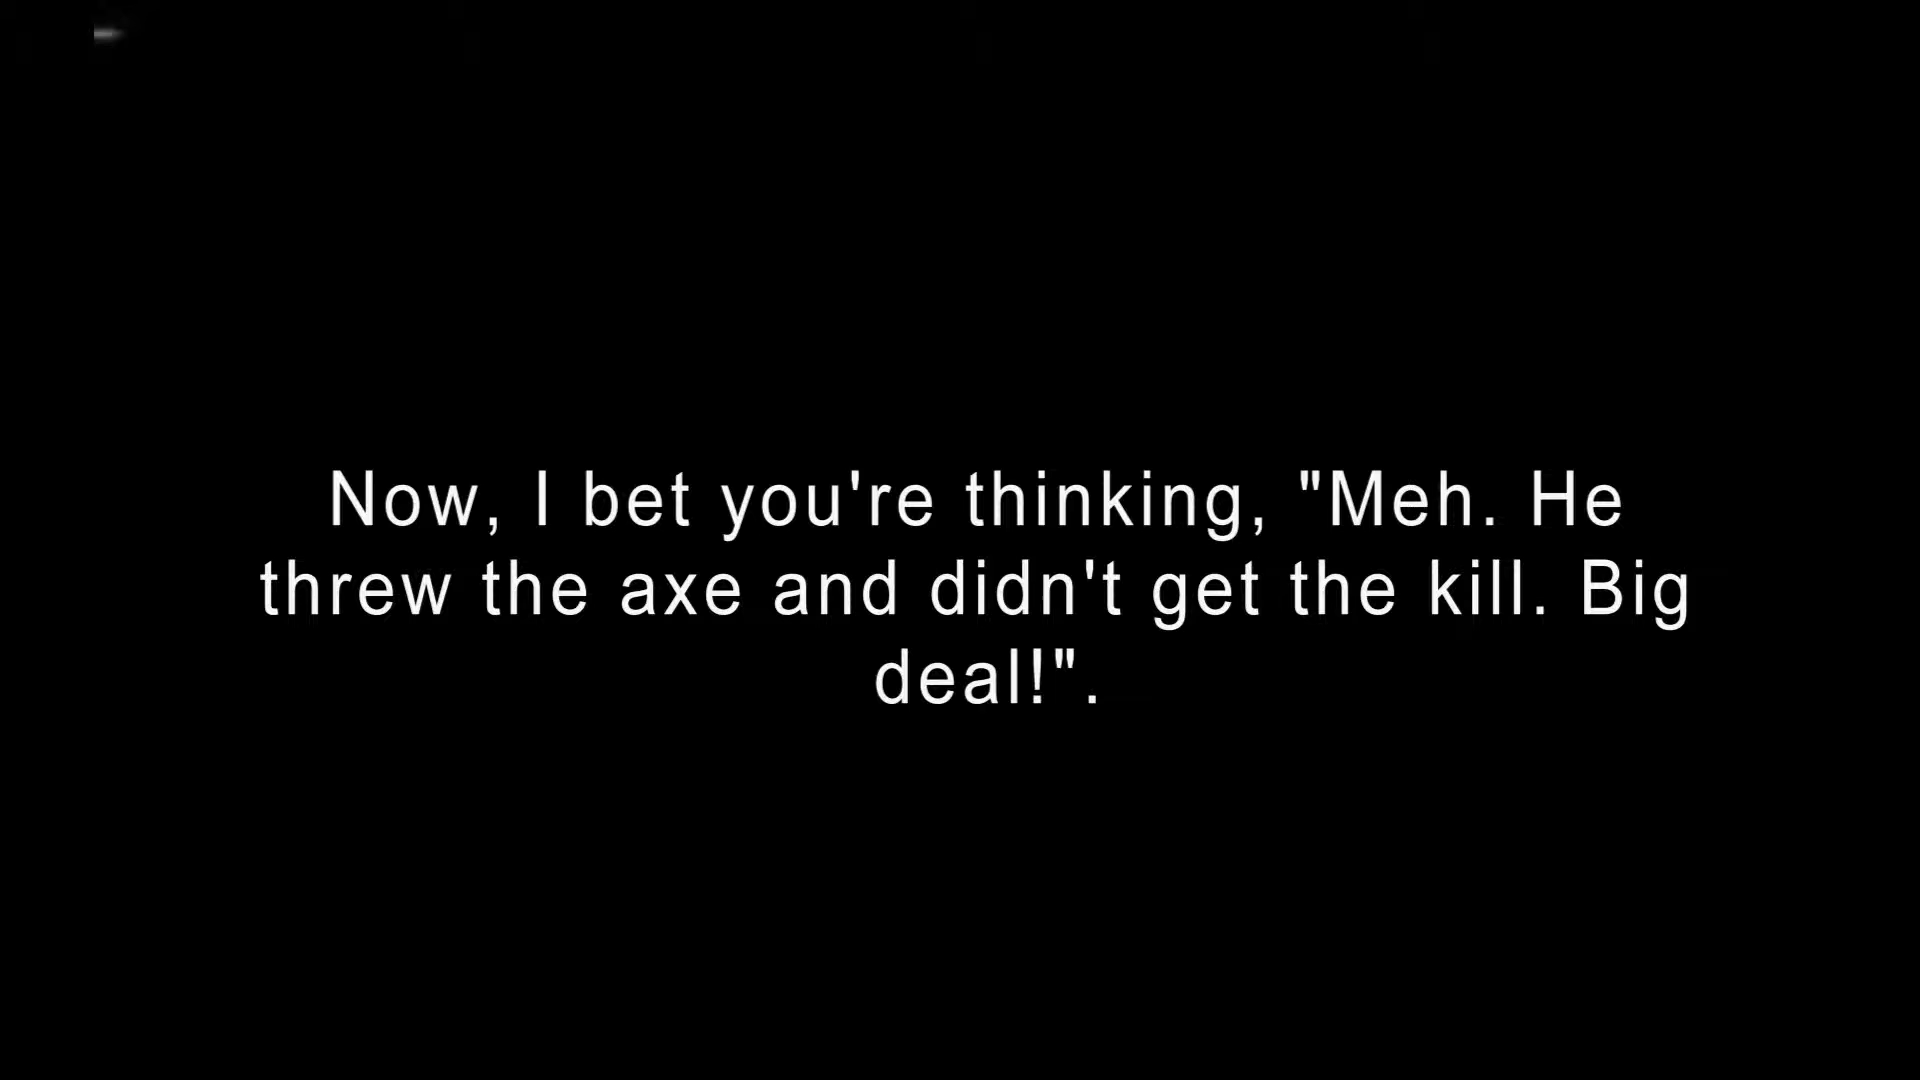 Now, I bet you're thinking, "Meh. He
threw the axe and didn't get the kill. Big
deal!".